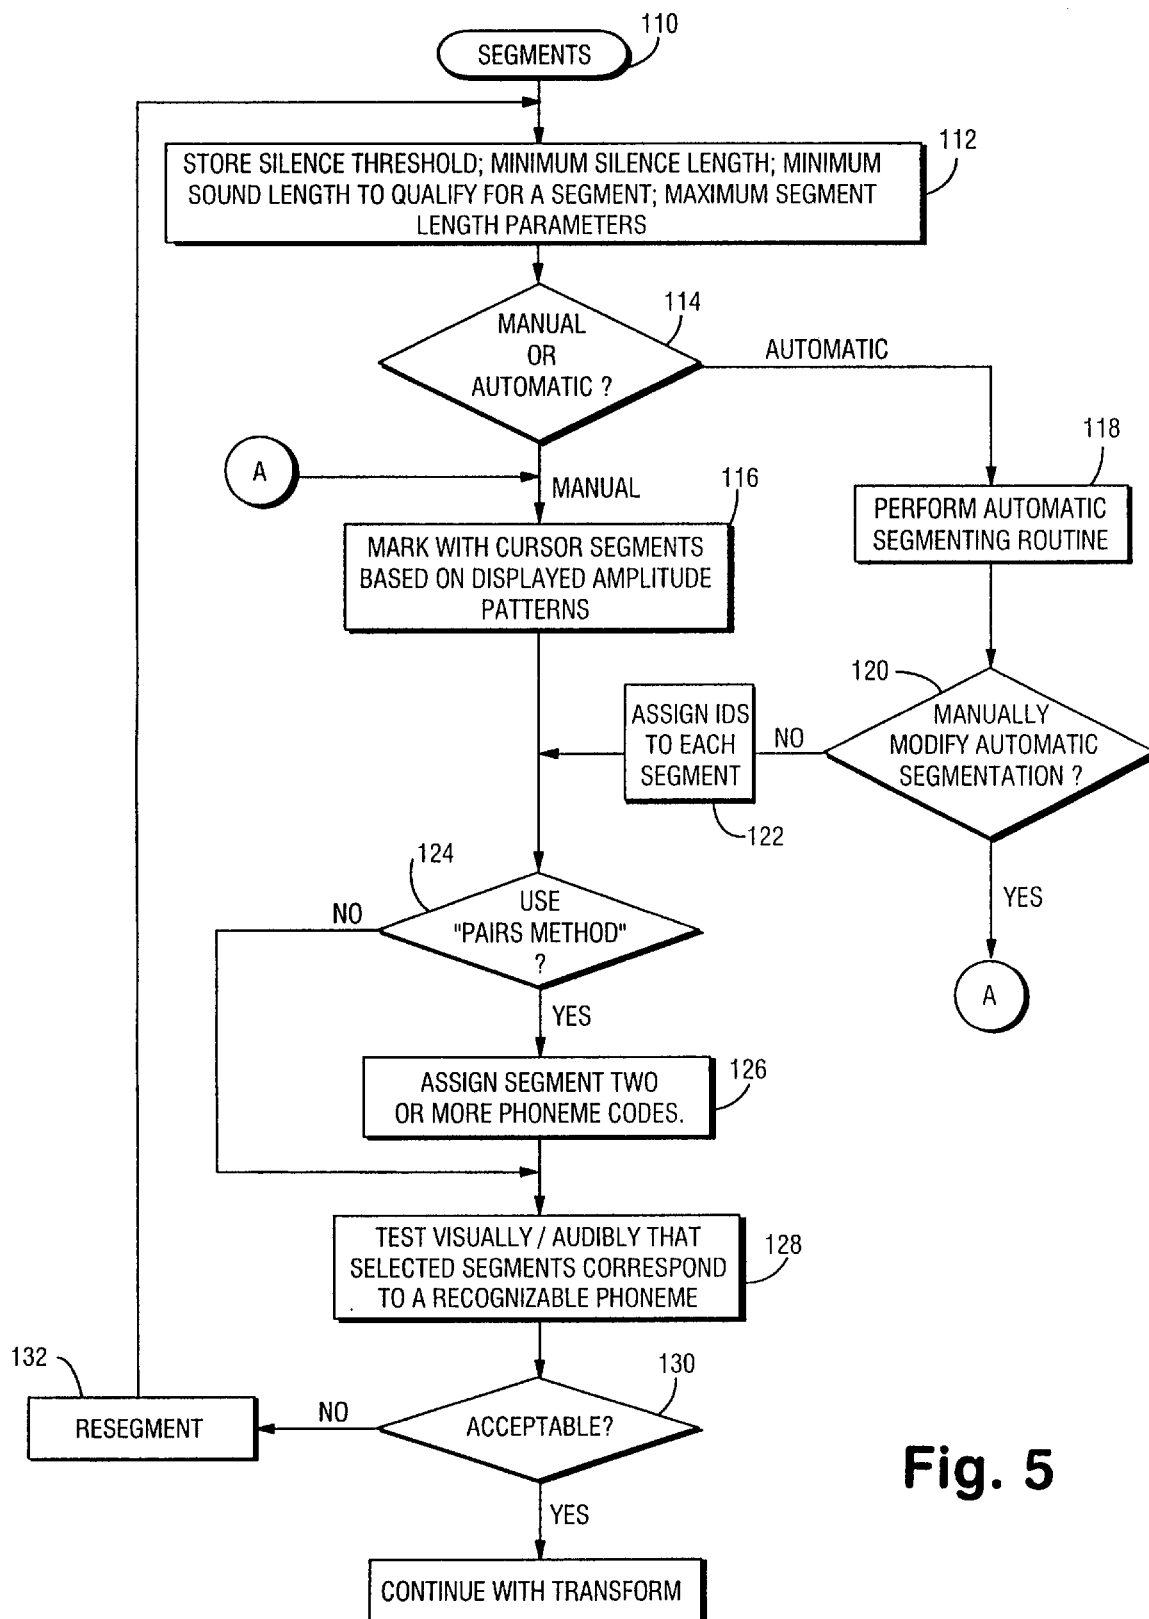 110
SEGMENTS
112
STORE SILENCE THRESHOLD; MINIMUM SILENCE LENGTH; MINIMUM
SOUND LENGTH TO QUALIFY FOR A SEGMENT; MAXIMUM SEGMENT
LENGTH PARAMETERS
114
MANUAL
OR
AUTOMATIC ?
AUTOMATIC
A
MANUAL
116
118
MARK WITH CURSOR SEGMENTS
BASED ON DISPLAYED AMPLITUDE
PATTERNS
PERFORM AUTOMATIC
SEGMENTING ROUTINE
120
MANUALLY
MODIFY AUTOMATIC
SEGMENTATION ?
NO
ASSIGN IDS
TO EACH
SEGMENT
122
YES
A
124
USE
"PAIRS METHOD"
?
NO
YES
126
ASSIGN SEGMENT TWO
OR MORE PHONEME CODES.
128
TEST VISUALLY / AUDIBLY THAT
SELECTED SEGMENTS CORRESPOND
TO A RECOGNIZABLE PHONEME
130
ACCEPTABLE?
NO
132
RESEGMENT
YES
CONTINUE WITH TRANSFORM
Fig. 5